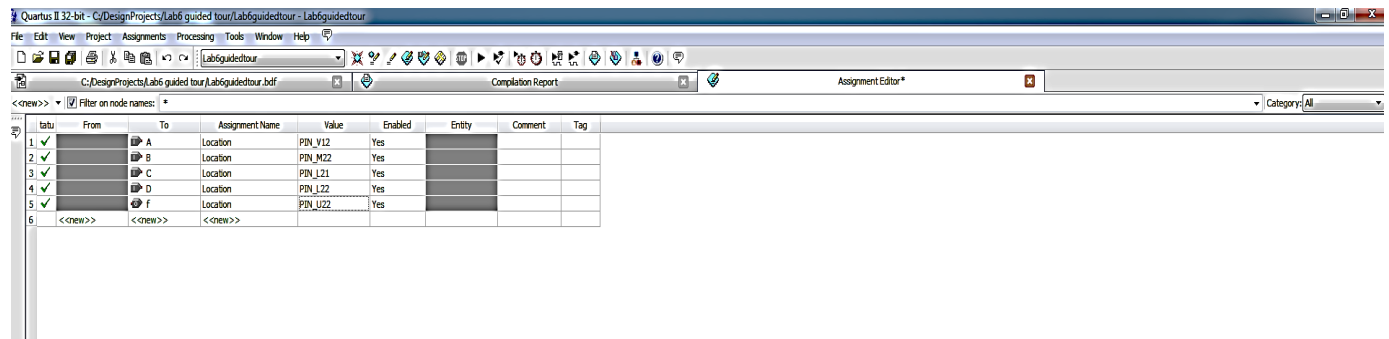 Quartus II 32-bit - C:/DesignProjects/Lab6 guided tour/Lab6guidedtour - Lab6guidedtour
File Edit View Project Assignments Processing Tools Window Help
Lab6guidedtour
C:/DesignProjects/Lab6 guided tour/Lab6guidedtour.bdf Compilation Report Assignment Editor*
<<new>> Filter on node names: * Category: All
tatu From To Assignment Name Value Enabled Entity Comment Tag
1 A Location PIN_V12 Yes
2 B Location PIN_M22 Yes
3 C Location PIN_L21 Yes
4 D Location PIN_L22 Yes
5 f Location PIN_U22 Yes
6 <<new>> <<new>> <<new>>